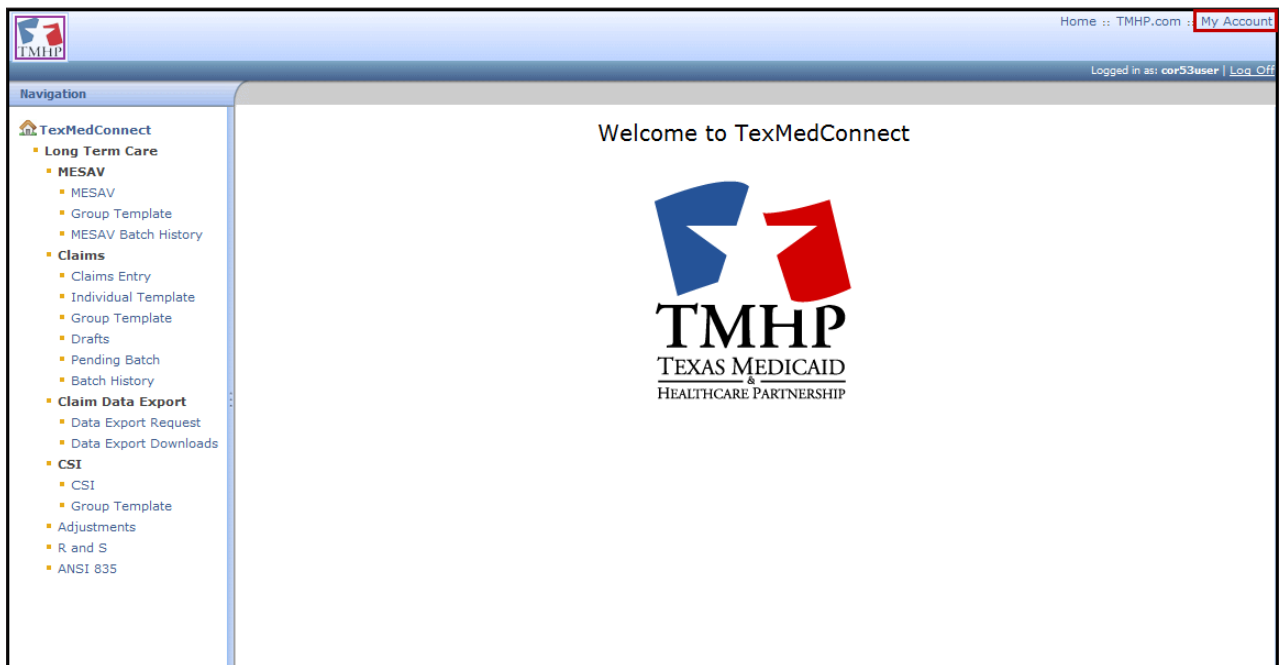 TMHP
Home :: TMHP.com :: My Account
Logged in as: cor53user | Log Off
Navigation
TexMedConnect
Long Term Care
MESAV
MESAV
Group Template
MESAV Batch History
Claims
Claims Entry
Individual Template
Group Template
Drafts
Pending Batch
Batch History
Claim Data Export
Data Export Request
Data Export Downloads
CSI
CSI
Group Template
Adjustments
R and S
ANSI 835
Welcome to TexMedConnect
TMHP
TEXAS MEDICAID
&
HEALTHCARE PARTNERSHIP